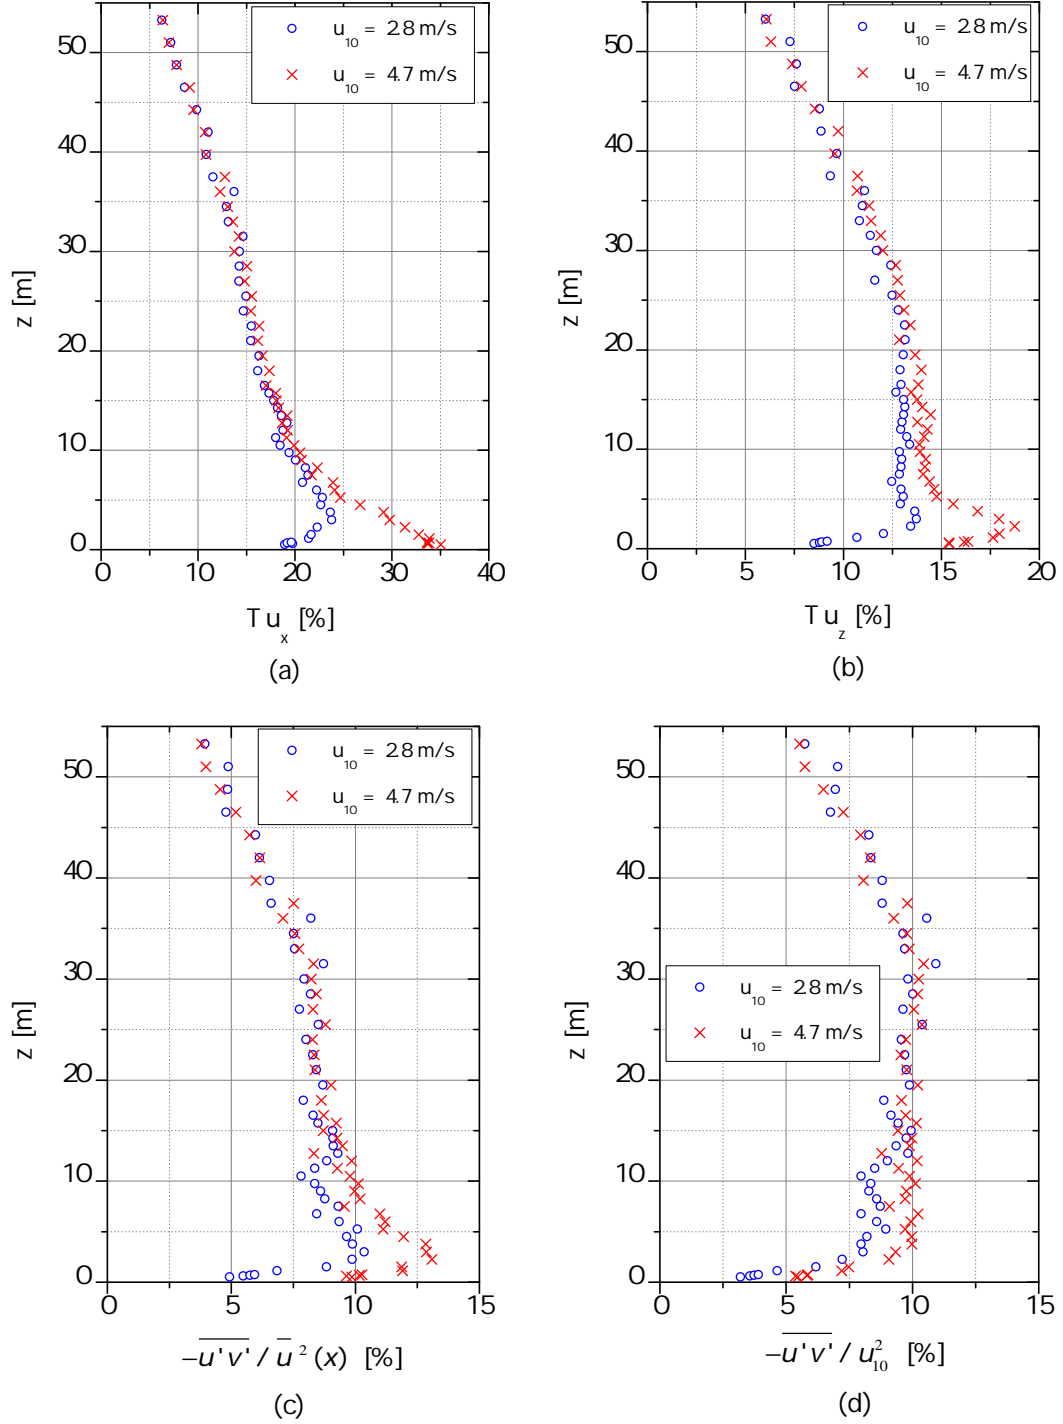 50
40
30
20
10
0
z [m]
u10 = 2.8 m/s
u10 = 4.7 m/s
0 10 20 30 40
Tux [%]
(a)
50
40
30
20
10
0
z [m]
u10 = 2.8 m/s
u10 = 4.7 m/s
0 5 10 15 20
Tuz [%]
(b)
50
40
30
20
10
0
z [m]
u10 = 2.8 m/s
u10 = 4.7 m/s
0 5 10 15
−u'v' / u² (x) [%]
(c)
50
40
30
20
10
0
z [m]
u10 = 2.8 m/s
u10 = 4.7 m/s
0 5 10 15
−u'v' / u10² [%]
(d)